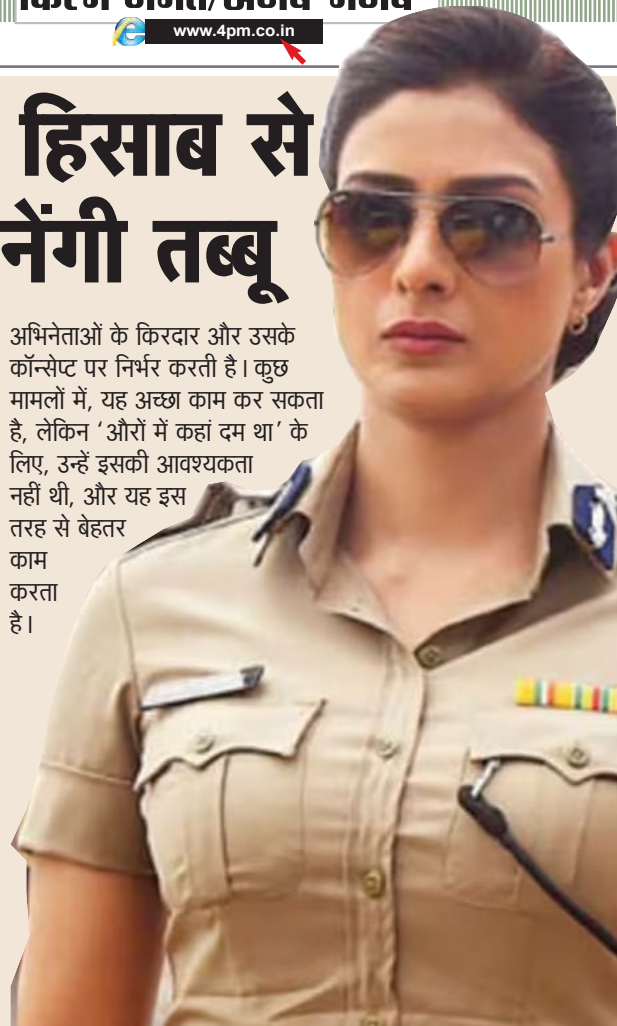 www.4pm.co.in
हिसाब से
नेंगी तब्बू
अभिनेताओं के किरदार और उसके
कॉन्सेप्ट पर निर्भर करती है। कुछ
मामलों में, यह अच्छा काम कर सकता
है, लेकिन ‘औरों में कहां दम था’ के
लिए, उन्हें इसकी आवश्यकता
नहीं थी, और यह इस
तरह से बेहतर
काम
करता
है।